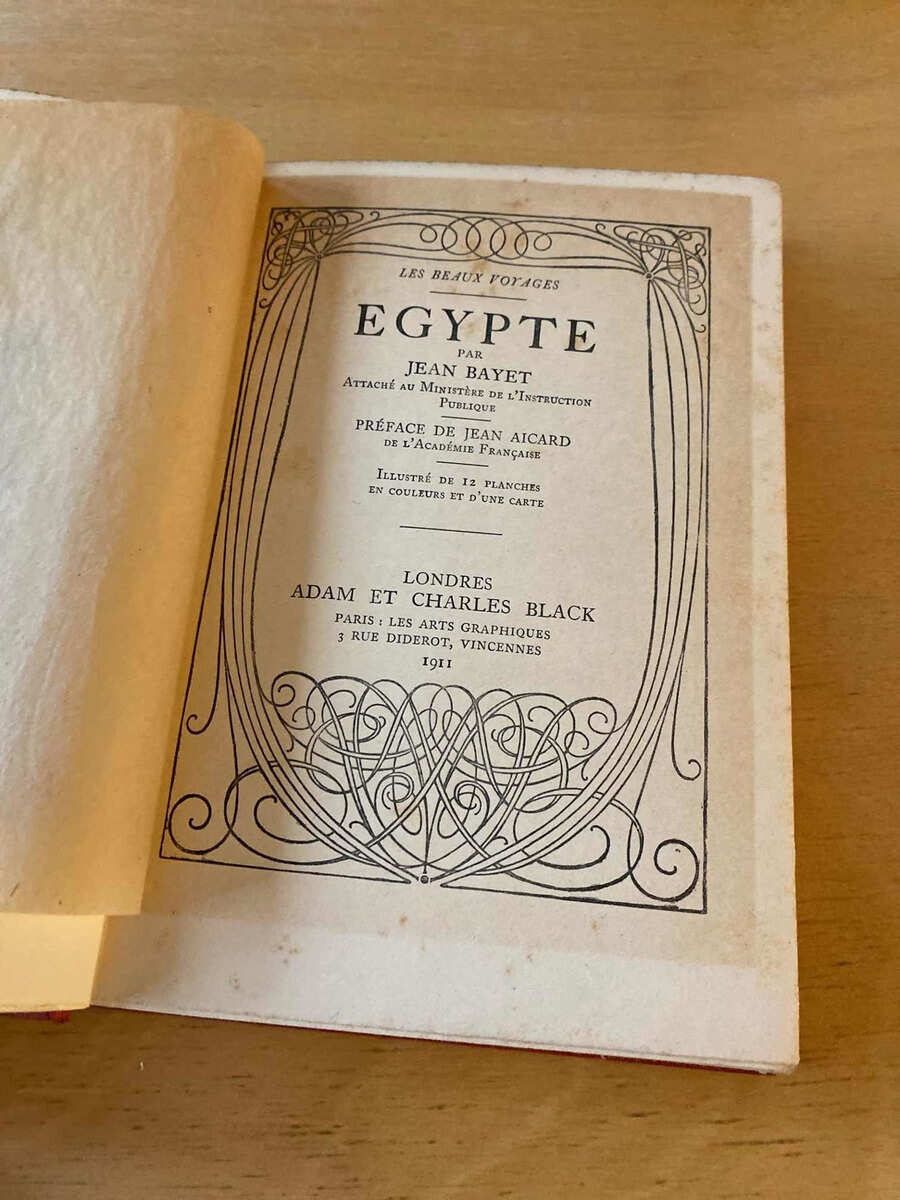 LES BEAUX VOYAGES
EGYPTE
PAR
JEAN BAYET
ATTACHÉ AU MINISTÈRE DE L'INSTRUCTION
PUBLIQUE
PRÉFACE DE JEAN AICARD
DE L'ACADÉMIE FRANÇAISE
ILLUSTRÉ DE 12 PLANCHES
EN COULEURS ET D'UNE CARTE
LONDRES
ADAM ET CHARLES BLACK
PARIS : LES ARTS GRAPHIQUES
3 RUE DIDEROT, VINCENNES
1911